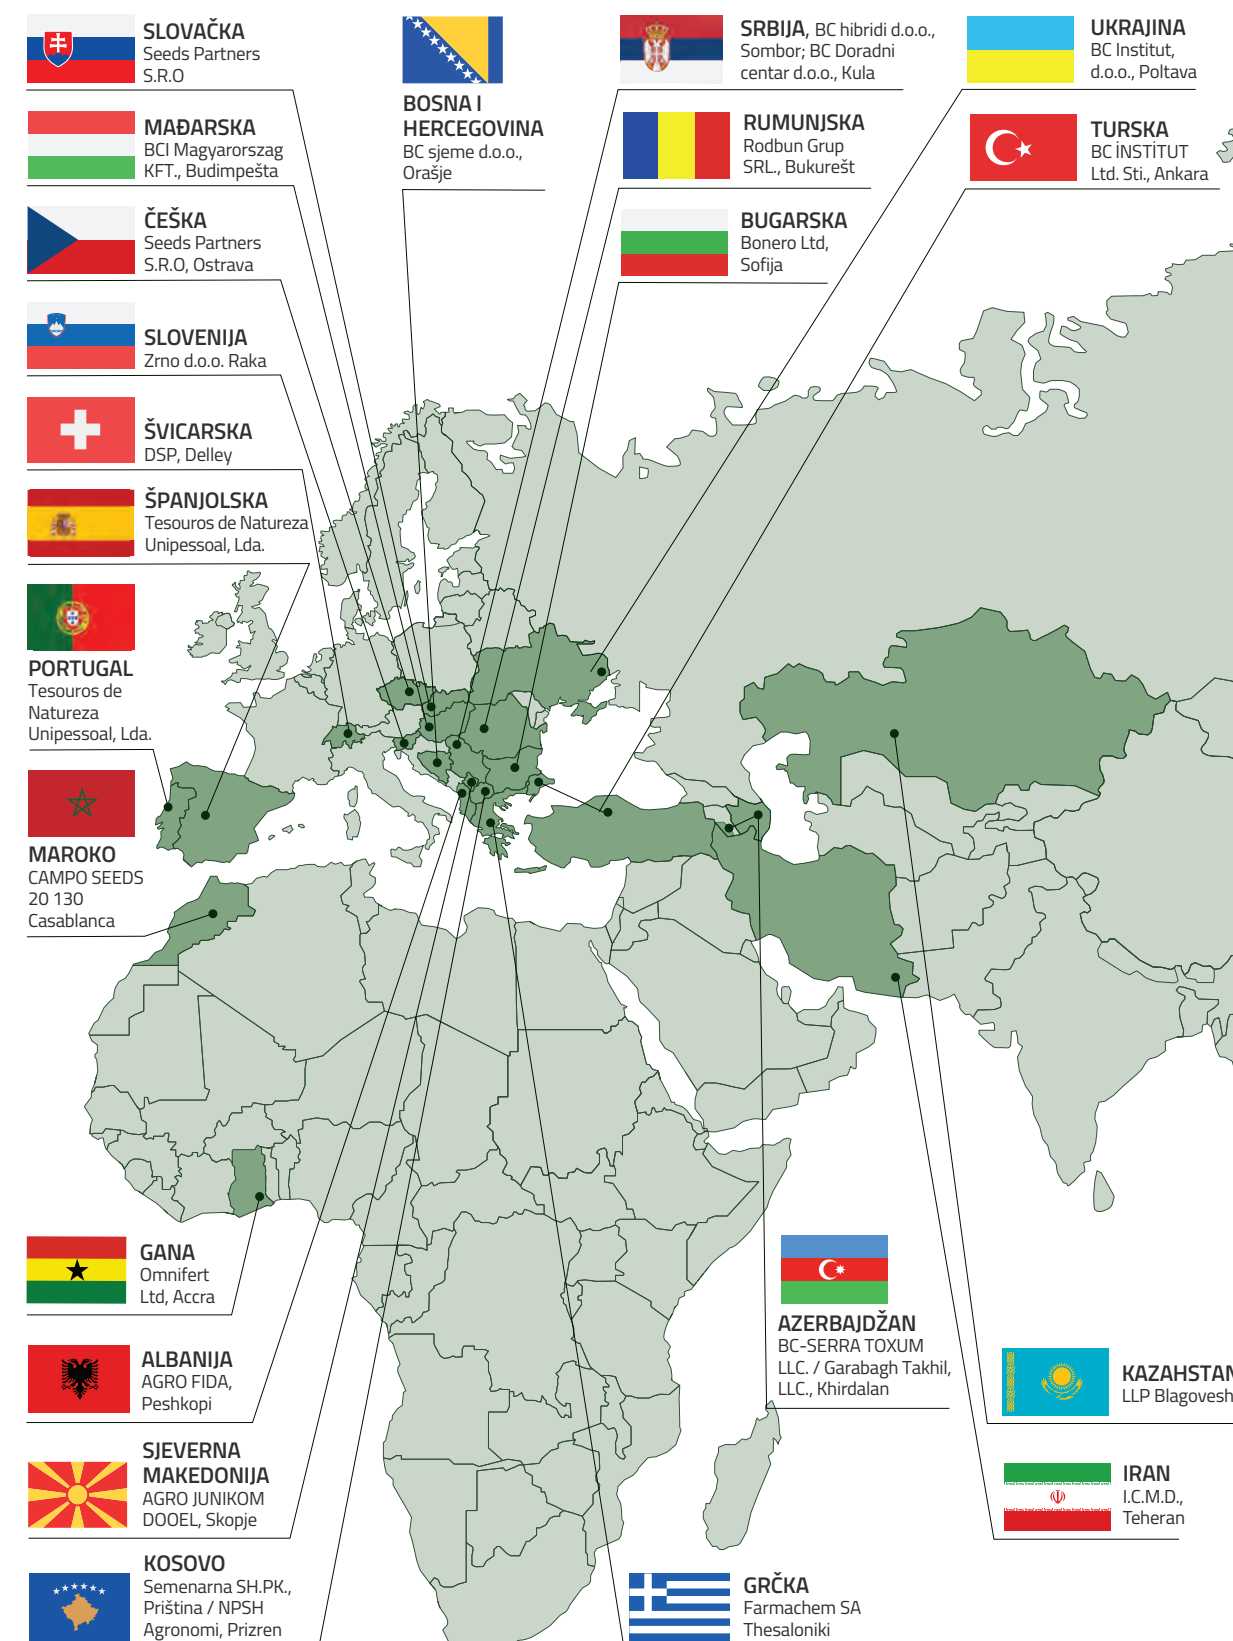 SLOVAČKA
Seeds Partners
S.R.O
MAĐARSKA
BCI Magyarorszag
KFT., Budimpešta
ČEŠKA
Seeds Partners
S.R.O, Ostrava
SLOVENIJA
Zrno d.o.o. Raka
ŠVICARSKA
DSP, Delley
ŠPANJOLSKA
Tesouros de Natureza
Unipessoal, Lda.
PORTUGAL
Tesouros de
Natureza
Unipessoal, Lda.
MAROKO
CAMPO SEEDS
20 130
Casablanca
BOSNA I
HERCEGOVINA
BC sjeme d.o.o.,
Orašje
SRBIJA, BC hibridi d.o.o.,
Sombor; BC Doradni
centar d.o.o., Kula
RUMUNJSKA
Rodbun Grup
SRL., Bukurešt
BUGARSKA
Bonero Ltd,
Sofija
UKRAJINA
BC Institut,
d.o.o., Poltava
TURSKA
BC İNSTİTUT
Ltd. Sti., Ankara
GANA
Omnifert
Ltd, Accra
ALBANIJA
AGRO FIDA,
Peshkopi
SJEVERNA
MAKEDONIJA
AGRO JUNIKOM
DOOEL, Skopje
KOSOVO
Semenarna SH.PK.,
Priština / NPSH
Agronomi, Prizren
AZERBAJDŽAN
BC-SERRA TOXUM
LLC. / Garabagh Takhil,
LLC., Khirdalan
KAZAHSTAN
LLP Blagovesh
IRAN
I.C.M.D.,
Teheran
GRČKA
Farmachem SA
Thesaloniki